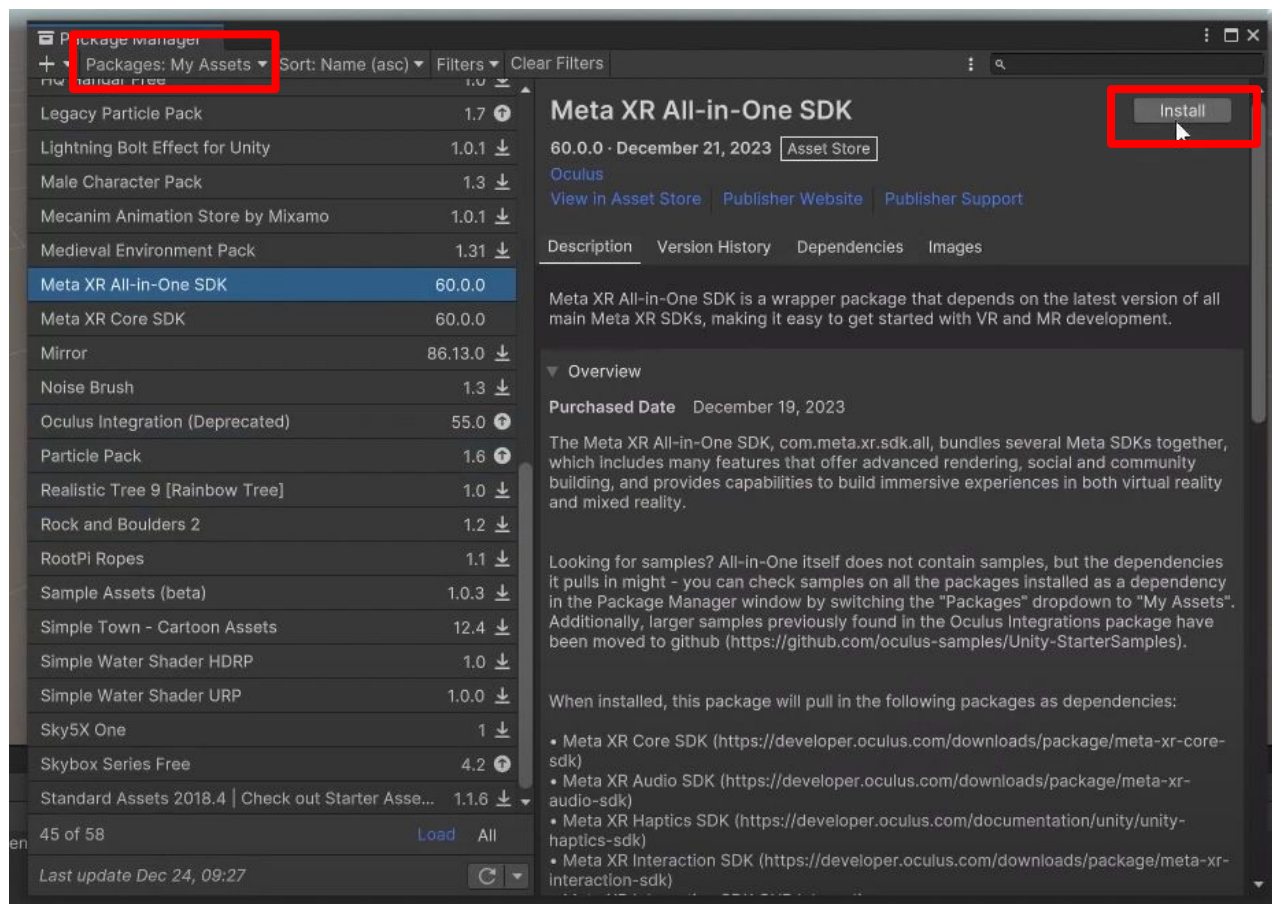 Package Manager
+ Packages: My Assets Sort: Name (asc) Filters Clear Filters
HQ Handar Free 1.0
Legacy Particle Pack 1.7
Lightning Bolt Effect for Unity 1.0.1
Male Character Pack 1.3
Mecanim Animation Store by Mixamo 1.0.1
Medieval Environment Pack 1.31
Meta XR All-in-One SDK 60.0.0
Meta XR Core SDK 60.0.0
Mirror 86.13.0
Noise Brush 1.3
Oculus Integration (Deprecated) 55.0
Particle Pack 1.6
Realistic Tree 9 [Rainbow Tree] 1.0
Rock and Boulders 2 1.2
RootPi Ropes 1.1
Sample Assets (beta) 1.0.3
Simple Town - Cartoon Assets 12.4
Simple Water Shader HDRP 1.0
Simple Water Shader URP 1.0.0
Sky5X One 1
Skybox Series Free 4.2
Standard Assets 2018.4 | Check out Starter Asse... 1.1.6
45 of 58 Load All
Last update Dec 24, 09:27
Meta XR All-in-One SDK
Install
60.0.0 · December 21, 2023 Asset Store
Oculus
View in Asset Store Publisher Website Publisher Support
Description Version History Dependencies Images
Meta XR All-in-One SDK is a wrapper package that depends on the latest version of all
main Meta XR SDKs, making it easy to get started with VR and MR development.
Overview
Purchased Date December 19, 2023
The Meta XR All-in-One SDK, com.meta.xr.sdk.all, bundles several Meta SDKs together,
which includes many features that offer advanced rendering, social and community
building, and provides capabilities to build immersive experiences in both virtual reality
and mixed reality.
Looking for samples? All-in-One itself does not contain samples, but the dependencies
it pulls in might - you can check samples on all the packages installed as a dependency
in the Package Manager window by switching the "Packages" dropdown to "My Assets".
Additionally, larger samples previously found in the Oculus Integrations package have
been moved to github (https://github.com/oculus-samples/Unity-StarterSamples).
When installed, this package will pull in the following packages as dependencies:
• Meta XR Core SDK (https://developer.oculus.com/downloads/package/meta-xr-core-
sdk)
• Meta XR Audio SDK (https://developer.oculus.com/downloads/package/meta-xr-
audio-sdk)
• Meta XR Haptics SDK (https://developer.oculus.com/documentation/unity/unity-
haptics-sdk)
• Meta XR Interaction SDK (https://developer.oculus.com/downloads/package/meta-xr-
interaction-sdk)